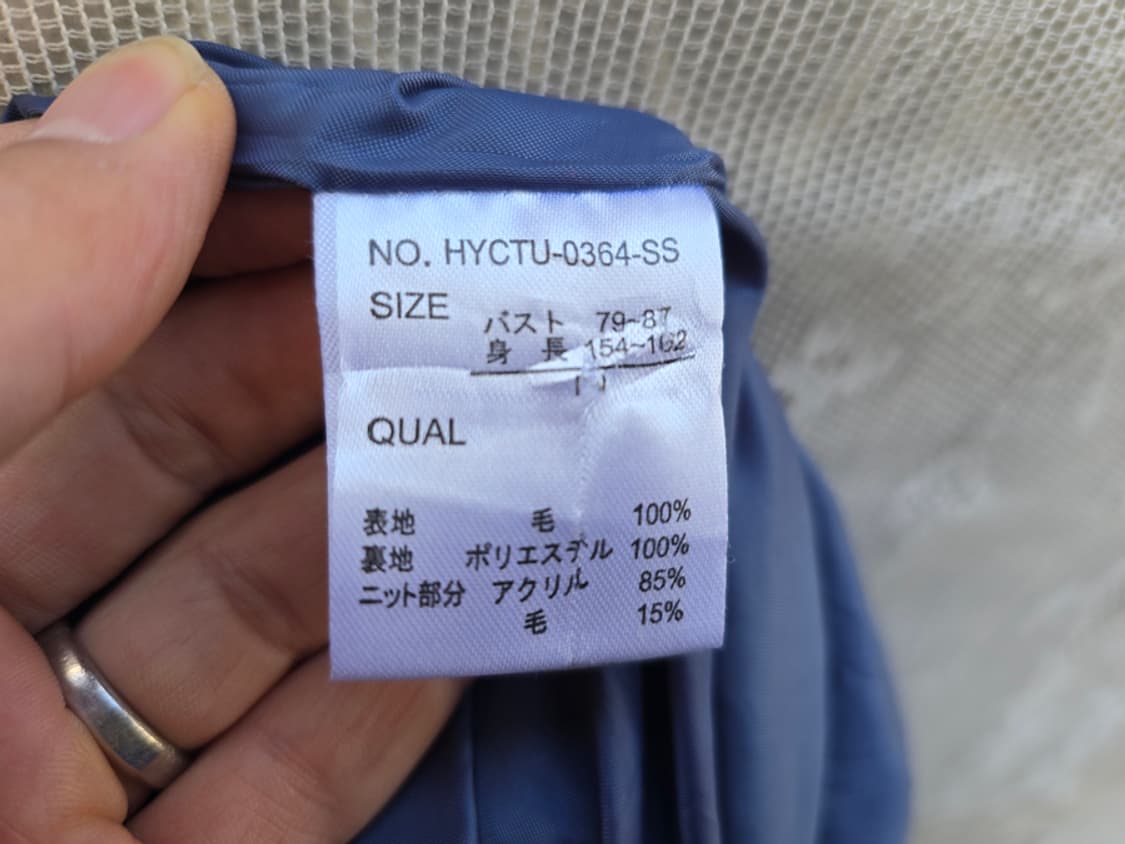 NO. HYCTU-0364-SS
SIZE
バスト 79~87
身 長 154~162
QUAL
表地 毛 100%
裏地 ポリエステル 100%
ニット部分 アクリル 85%
毛 15%